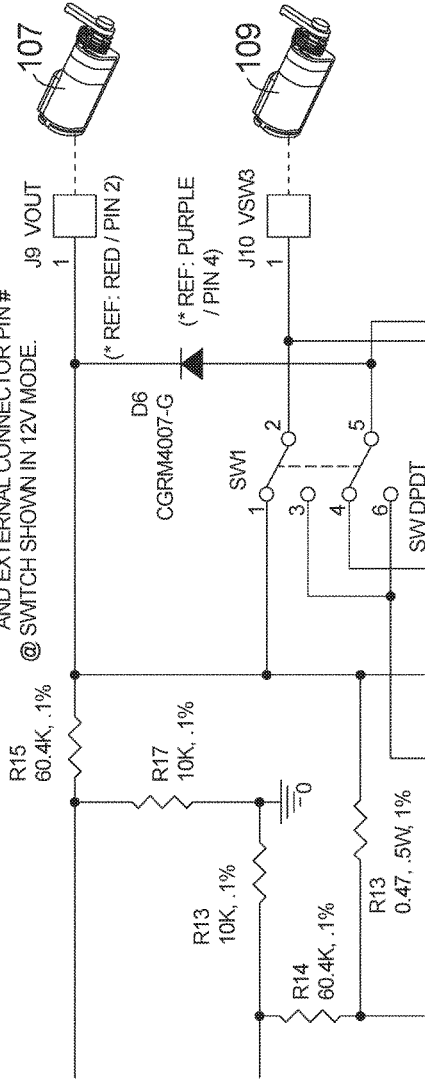 AND EXTERNAL CONNECTOR PIN#
@ SWITCH SHOWN IN 12V MODE.
107
J9 VOUT
1
(* REF: RED / PIN 2)
109
J10 VSW3
1
(* REF: PURPLE
/ PIN 4)
D6
CGRM4007-G
SW1
1
2
3
4
5
6
SW DPDT
R15
60.4K, .1%
R17
10K, .1%
0
R13
10K, .1%
R14
60.4K, .1%
R13
0.47, .5W, 1%